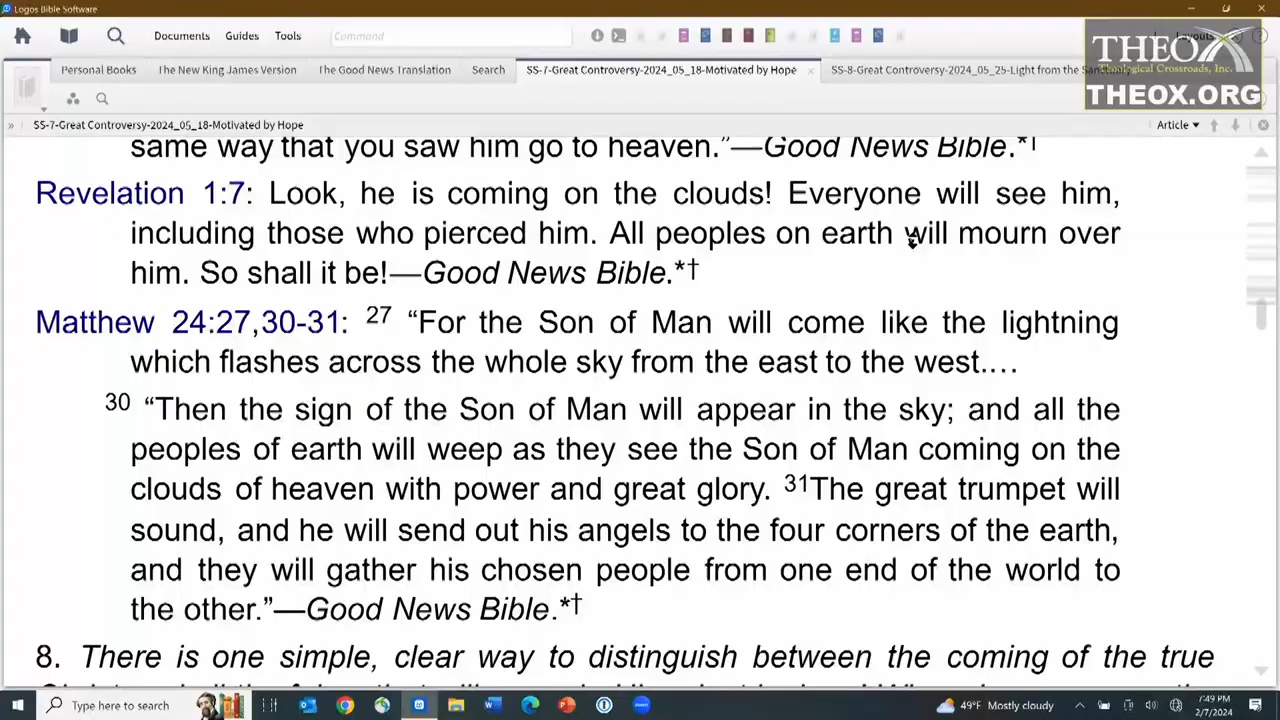 Logos Bible Software
Documents Guides Tools Command
THEOX
Theological Crossroads, Inc.
THEOX.ORG
Personal Books The New King James Version The Good News Search SS-7-Great Controversy-2024_05_18-Motivated by Hope SS-8-Great Controversy-2024_05_25-Light from the
SS-7-Great Controversy-2024_05_18-Motivated by Hope Article
same way that you saw him go to heaven.”—Good News Bible.*†
Revelation 1:7: Look, he is coming on the clouds! Everyone will see him,
including those who pierced him. All peoples on earth will mourn over
him. So shall it be!—Good News Bible.*†
Matthew 24:27,30-31: 27 “For the Son of Man will come like the lightning
which flashes across the whole sky from the east to the west.…
30 “Then the sign of the Son of Man will appear in the sky; and all the
peoples of earth will weep as they see the Son of Man coming on the
clouds of heaven with power and great glory. 31The great trumpet will
sound, and he will send out his angels to the four corners of the earth,
and they will gather his chosen people from one end of the world to
the other.”—Good News Bible.*†
8. There is one simple, clear way to distinguish between the coming of the true
Type here to search 49°F Mostly cloudy 7:49 PM
2/7/2024